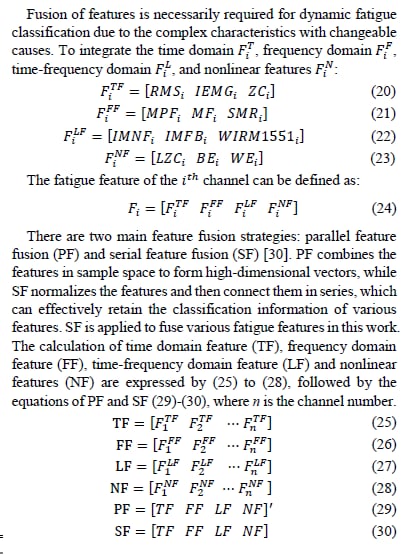 Fusion of features is necessarily required for dynamic fatigue
classification due to the complex characteristics with changeable
causes. To integrate the time domain F_i^T, frequency domain F_i^F,
time-frequency domain F_i^L, and nonlinear features F_i^N:
F_i^{TF} = [RMS_i IEMG_i ZC_i] (20)
F_i^{FF} = [MPF_i MF_i SMR_i] (21)
F_i^{LF} = [IMNF_i IMFB_i WIRM1551_i] (22)
F_i^{NF} = [LZC_i BE_i WE_i] (23)
The fatigue feature of the i^{th} channel can be defined as:
F_i = [F_i^{TF} F_i^{FF} F_i^{LF} F_i^{NF}] (24)
There are two main feature fusion strategies: parallel feature
fusion (PF) and serial feature fusion (SF) [30]. PF combines the
features in sample space to form high-dimensional vectors, while
SF normalizes the features and then connect them in series, which
can effectively retain the classification information of various
features. SF is applied to fuse various fatigue features in this work.
The calculation of time domain feature (TF), frequency domain
feature (FF), time-frequency domain feature (LF) and nonlinear
features (NF) are expressed by (25) to (28), followed by the
equations of PF and SF (29)-(30), where n is the channel number.
TF = [F_1^{TF} F_2^{TF} ⋯ F_n^{TF}] (25)
FF = [F_1^{FF} F_2^{FF} ⋯ F_n^{FF}] (26)
LF = [F_1^{LF} F_2^{LF} ⋯ F_n^{LF}] (27)
NF = [F_1^{NF} F_2^{NF} ⋯ F_n^{NF}] (28)
PF = [TF FF LF NF]′ (29)
SF = [TF FF LF NF] (30)